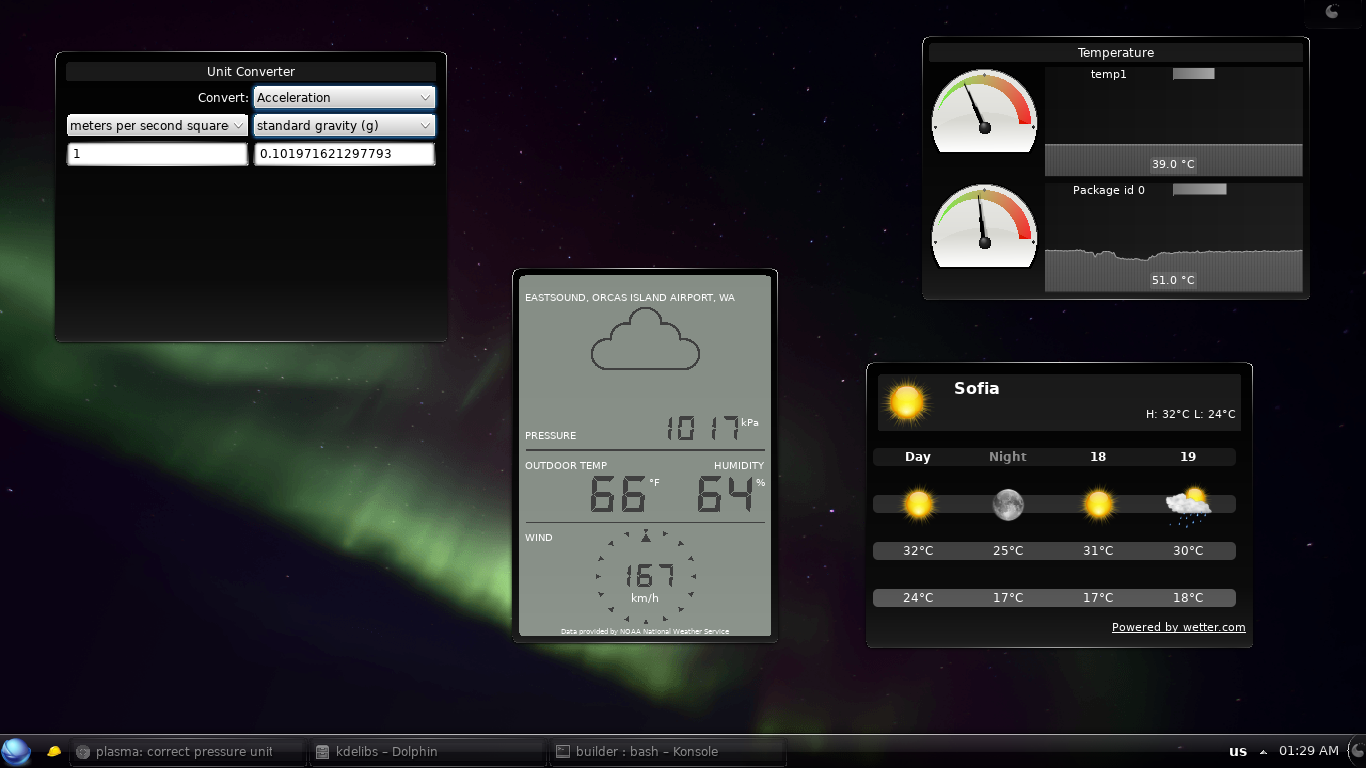 Unit Converter
Convert: Acceleration
meters per second square standard gravity (g)
1 0.101971621297793
Temperature
temp1
39.0 °C
Package id 0
51.0 °C
EASTSOUND, ORCAS ISLAND AIRPORT, WA
PRESSURE 1017 kPa
OUTDOOR TEMP HUMIDITY
66 °F 64 %
WIND
167
km/h
Data provided by NOAA National Weather Service
Sofia
H: 32°C L: 24°C
Day Night 18 19
32°C 25°C 31°C 30°C
24°C 17°C 17°C 18°C
Powered by wetter.com
plasma: correct pressure unit kdelibs – Dolphin builder : bash – Konsole us 01:29 AM